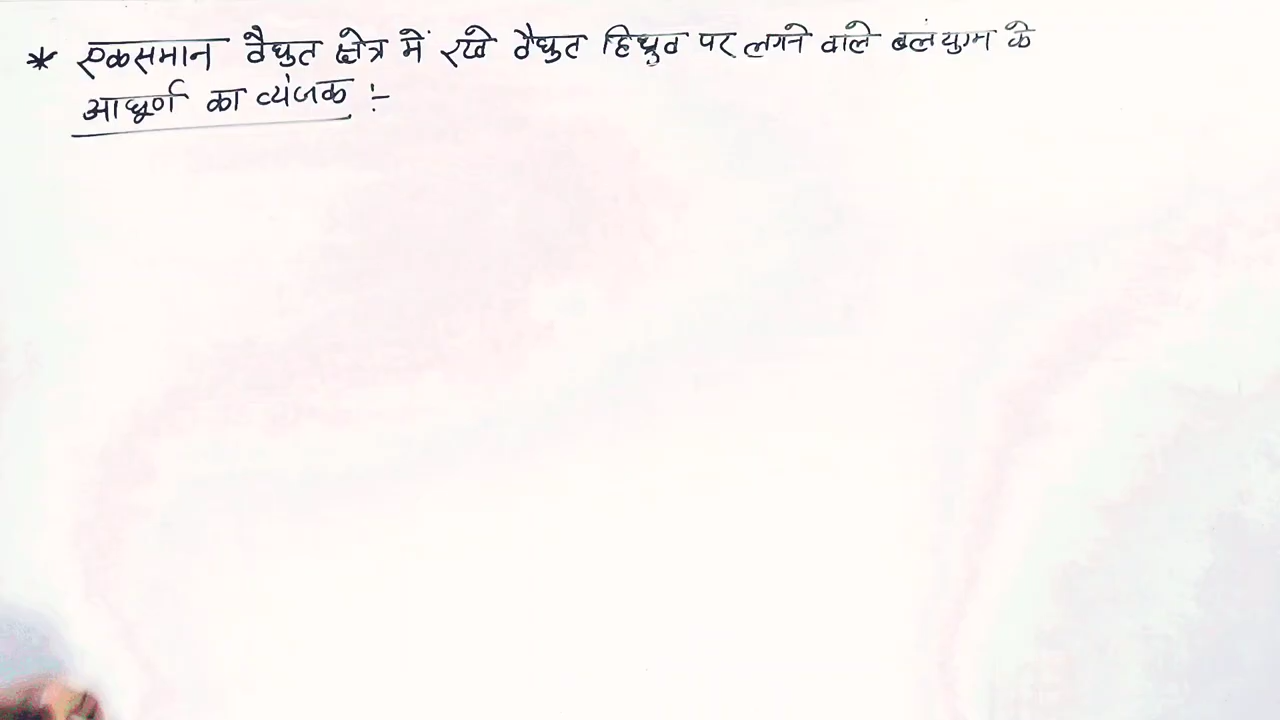 * एकसमान वैद्युत क्षेत्र में रखे वैद्युत द्विध्रुव पर लगने वाले बलयुग्म के
आघूर्ण का व्यंजक :-